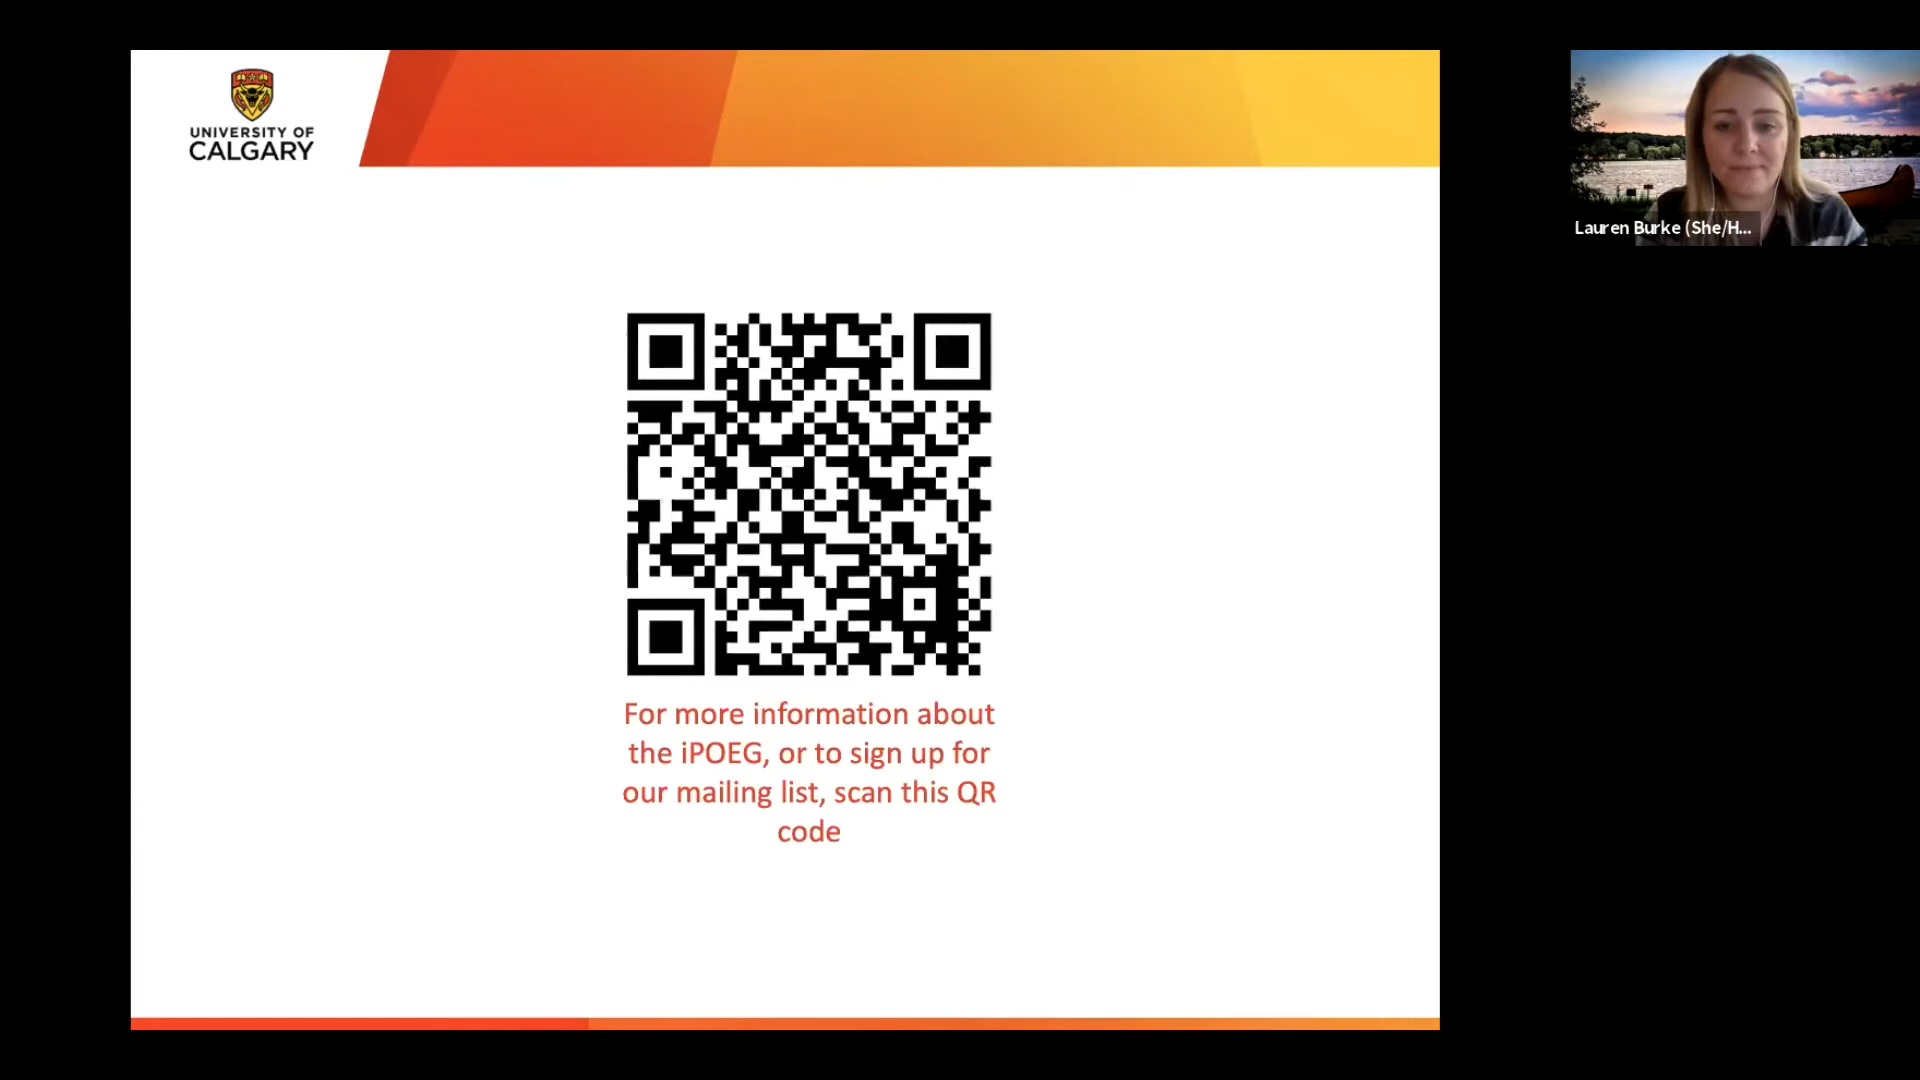 UNIVERSITY OF
CALGARY
Lauren Burke (She/H...
For more information about
the iPOEG, or to sign up for
our mailing list, scan this QR
code